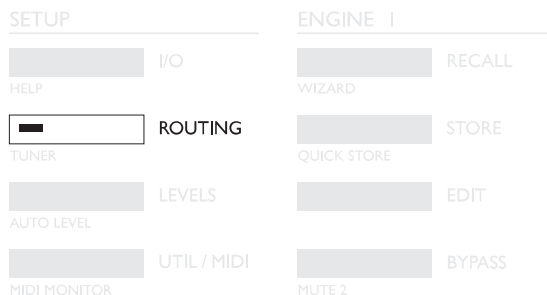 SETUP
I/O
HELP
ROUTING
TUNER
LEVELS
AUTO LEVEL
UTIL / MIDI
MIDI MONITOR
ENGINE 1
RECALL
WIZARD
STORE
QUICK STORE
EDIT
BYPASS
MUTE 2